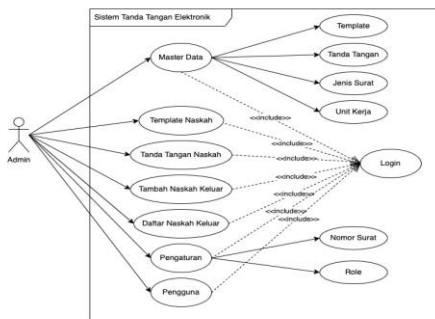 Sistem Tanda Tangan Elektronik
Template
Master Data
Tanda Tangan
Jenis Surat
<<include>>
Unit Kerja
Template Naskah
<<include>>
Admin
Tanda Tangan Naskah
<<include>>
Login
<<include>>
Tambah Naskah Keluar
<<include>>
Daftar Naskah Keluar
<<include>>
<<include>>
Nomor Surat
Pengaturan
Role
Pengguna